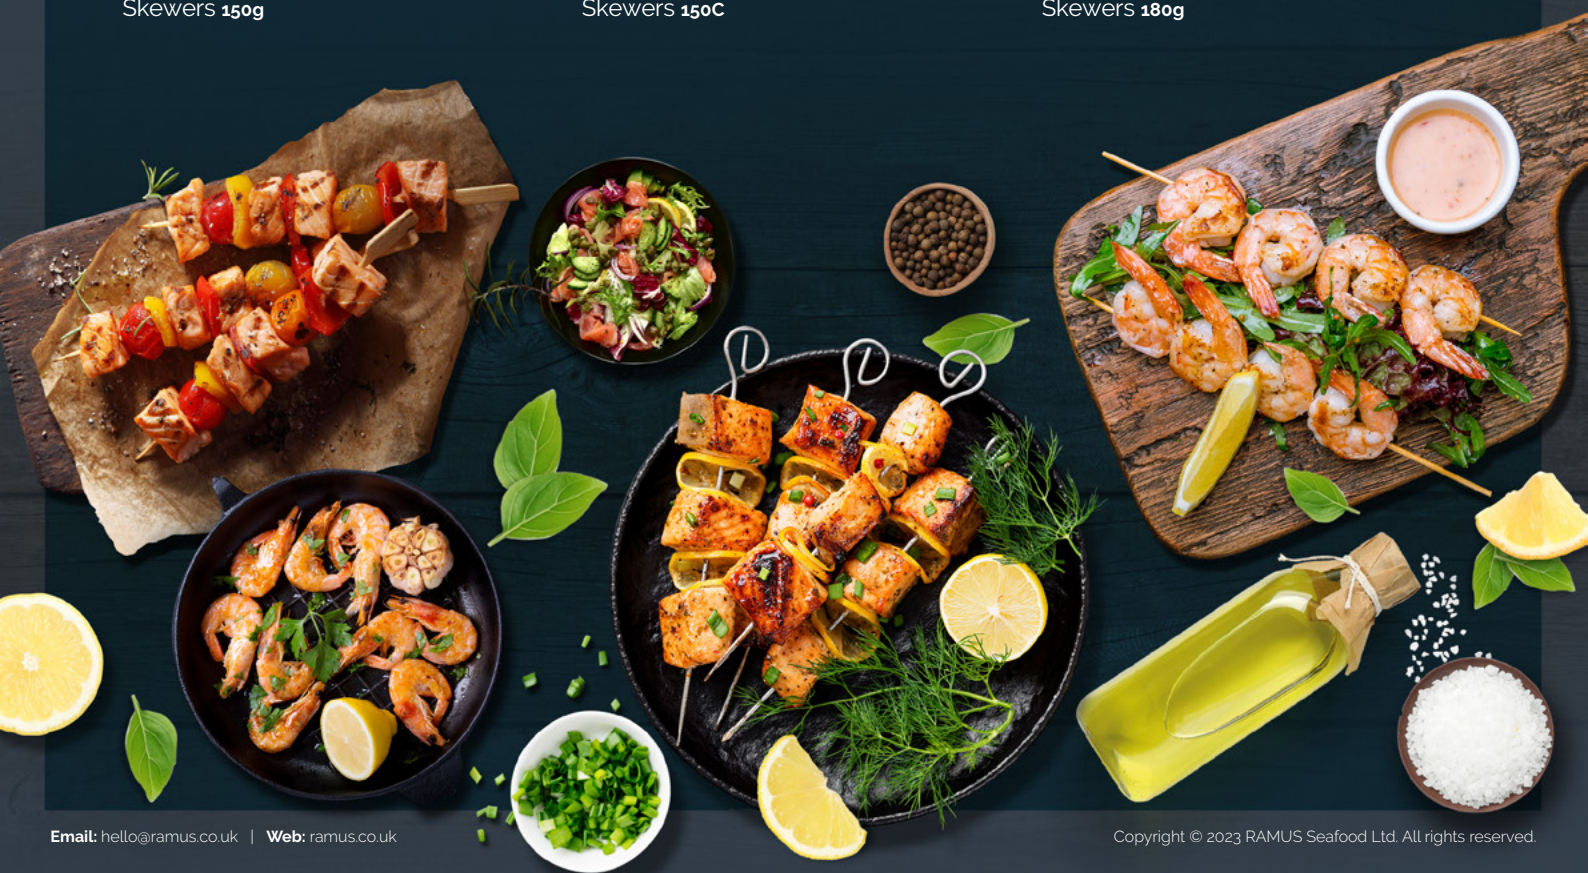 Skewers 150g
Skewers 150C
Skewers 180g
Email: hello@ramus.co.uk | Web: ramus.co.uk
Copyright © 2023 RAMUS Seafood Ltd. All rights reserved.